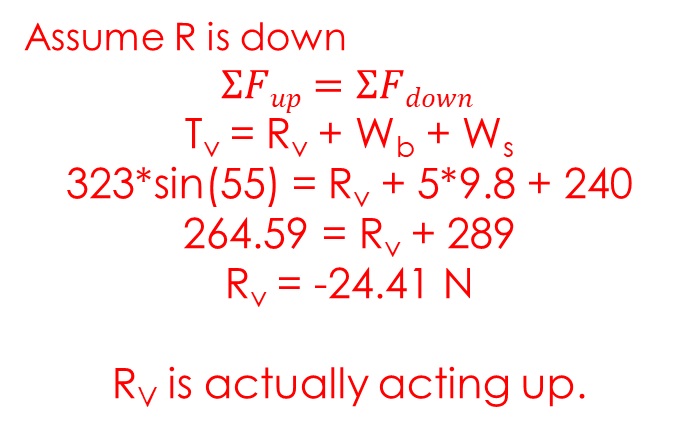 Assume R is down
ΣF_up = ΣF_down
T_v = R_v + W_b + W_s
323*sin(55) = R_v + 5*9.8 + 240
264.59 = R_v + 289
R_v = -24.41 N
R_v is actually acting up.